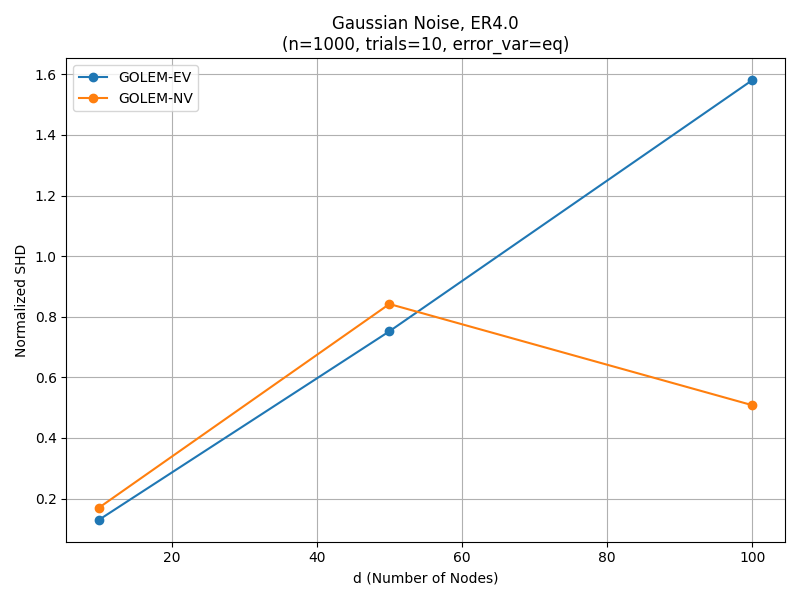 Gaussian Noise, ER4.0
(n=1000, trials=10, error_var=eq)
GOLEM-EV
GOLEM-NV
Normalized SHD
1.6
1.4
1.2
1.0
0.8
0.6
0.4
0.2
20 40 60 80 100
d (Number of Nodes)